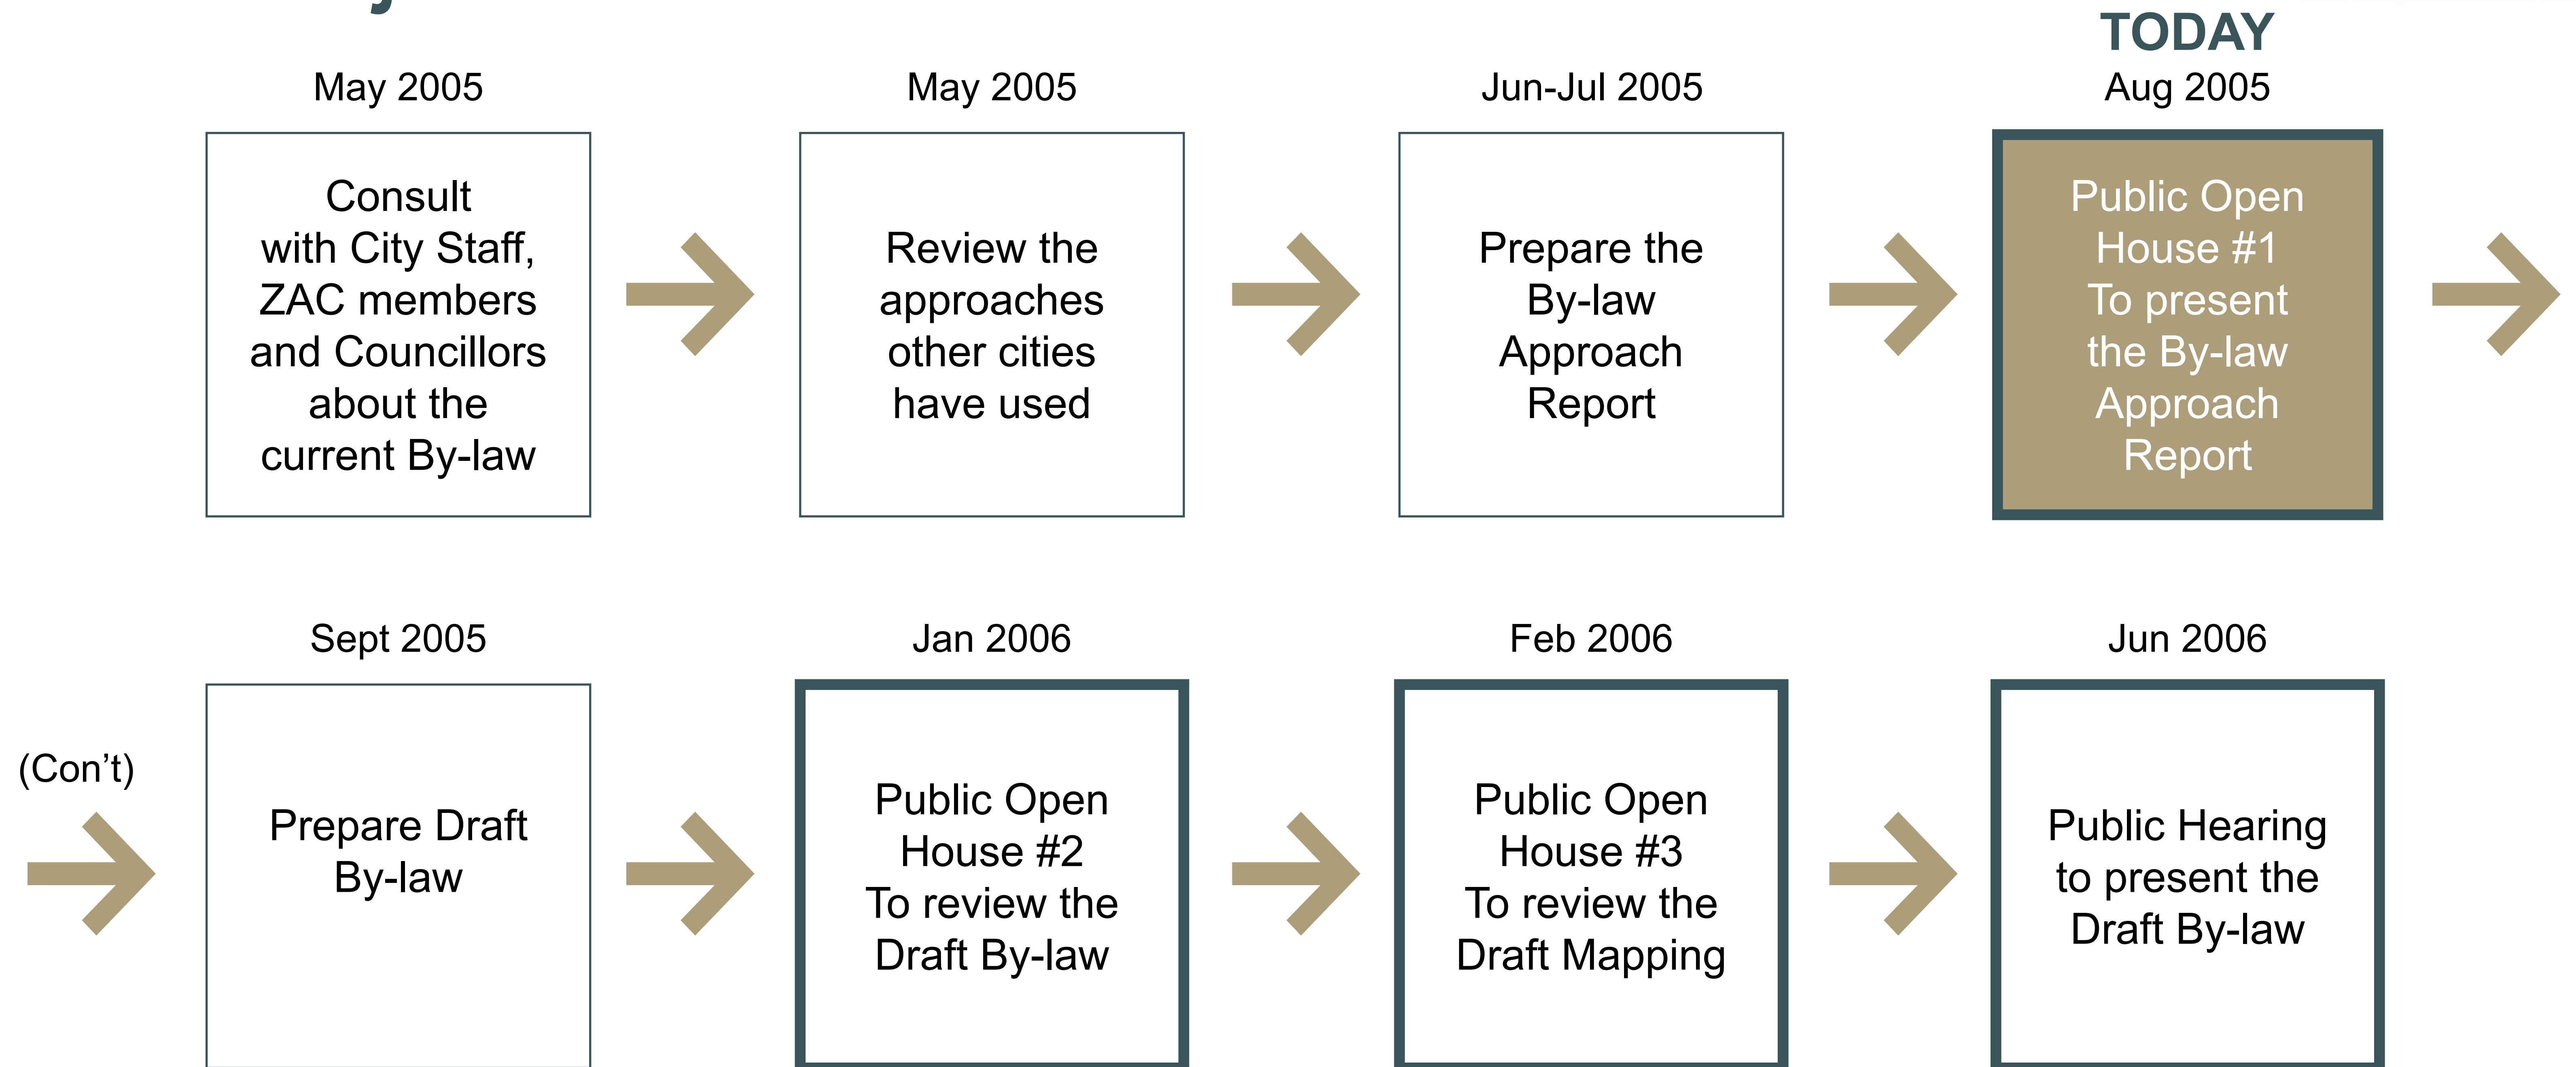 TODAY
May 2005
May 2005
Jun-Jul 2005
Aug 2005
Consult
with City Staff,
ZAC members
and Councillors
about the
current By-law
Review the
approaches
other cities
have used
Prepare the
By-law
Approach
Report
Public Open
House #1
To present
the By-law
Approach
Report
Sept 2005
Jan 2006
Feb 2006
Jun 2006
(Con’t)
Prepare Draft
By-law
Public Open
House #2
To review the
Draft By-law
Public Open
House #3
To review the
Draft Mapping
Public Hearing
to present the
Draft By-law